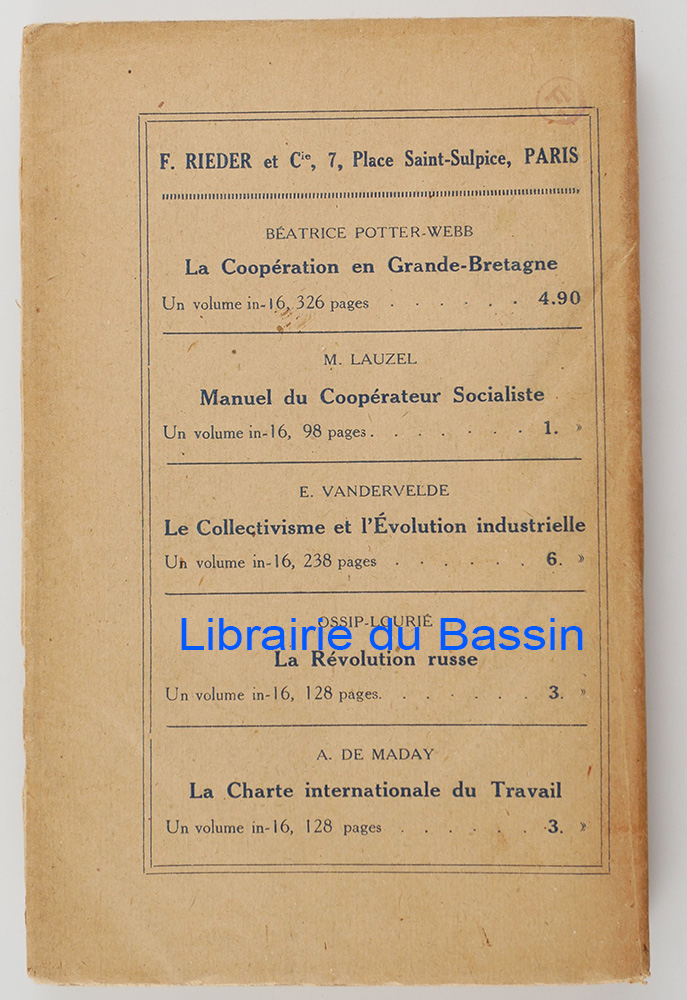 F. RIEDER et Cie, 7, Place Saint-Sulpice, PARIS
BÉATRICE POTTER-WEBB
La Coopération en Grande-Bretagne
Un volume in-16, 326 pages . . . . . . 4.90
M. LAUZEL
Manuel du Coopérateur Socialiste
Un volume in-16, 98 pages . . . . . . . 1. »
E. VANDERVELDE
Le Collectivisme et l'Évolution industrielle
Un volume in-16, 238 pages . . . . . . 6. »
OSSIP-LOURIÉ
Librairie du Bassin
La Révolution russe
Un volume in-16, 128 pages. . . . . . . 3. »
A. DE MADAY
La Charte internationale du Travail
Un volume in-16, 128 pages . . . . . . 3. »